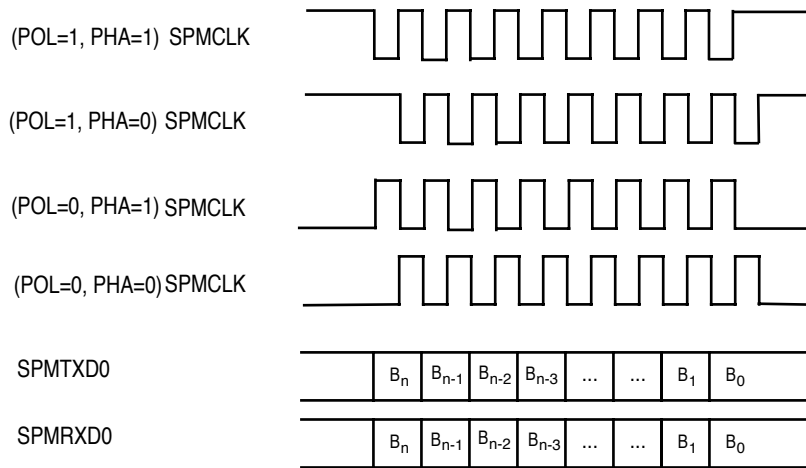 (POL=1, PHA=1) SPMCLK
(POL=1, PHA=0) SPMCLK
(POL=0, PHA=1) SPMCLK
(POL=0, PHA=0) SPMCLK
SPMTXD0 Bn Bn-1 Bn-2 Bn-3 ... ... B1 B0
SPMRXD0 Bn Bn-1 Bn-2 Bn-3 ... ... B1 B0